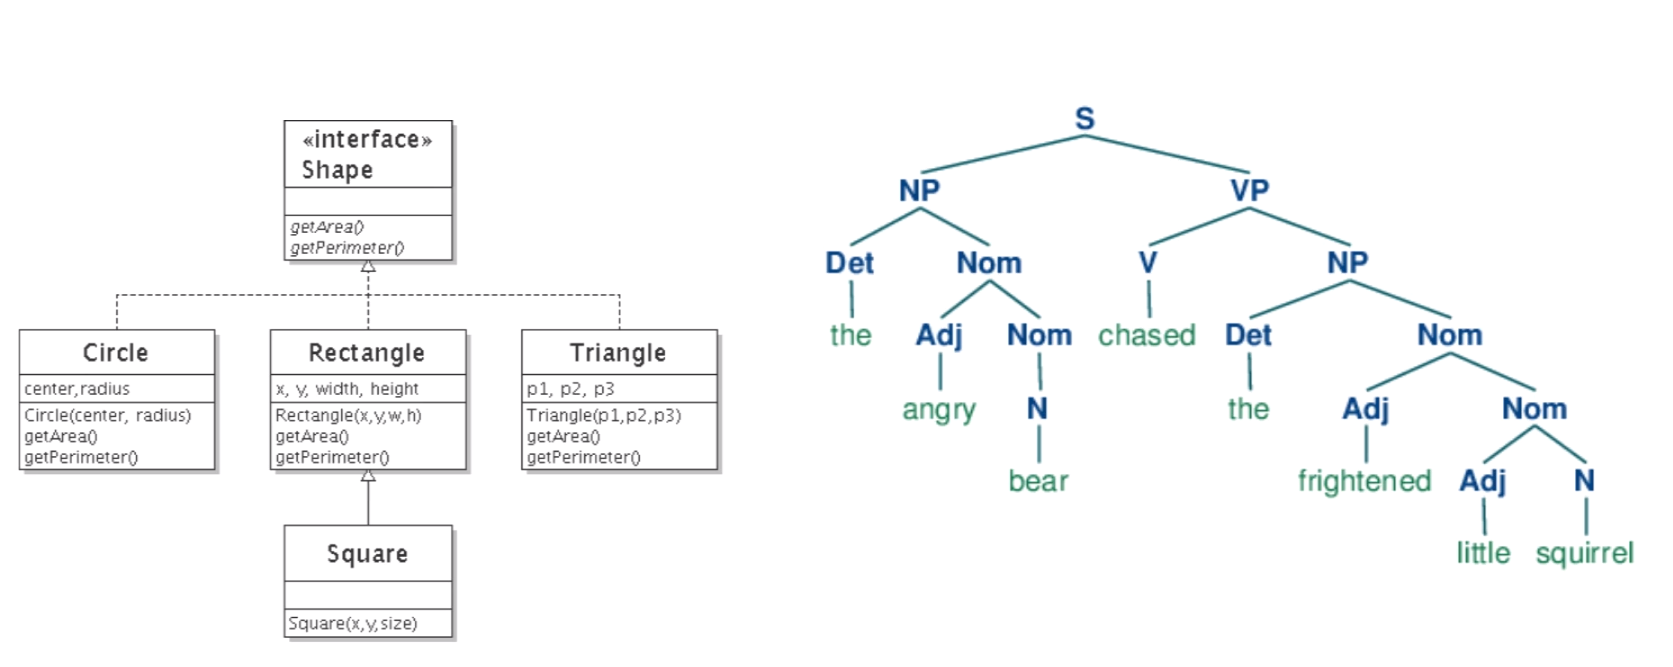 «interface»
Shape
getArea()
getPerimeter()
Circle
center,radius
Circle(center, radius)
getArea()
getPerimeter()
Rectangle
x, y, width, height
Rectangle(x,y,w,h)
getArea()
getPerimeter()
Triangle
p1, p2, p3
Triangle(p1,p2,p3)
getArea()
getPerimeter()
Square
Square(x,y,size)
S
NP VP
Det Nom V NP
the Adj Nom chased Det Nom
angry N the Adj Nom
bear frightened Adj N
little squirrel